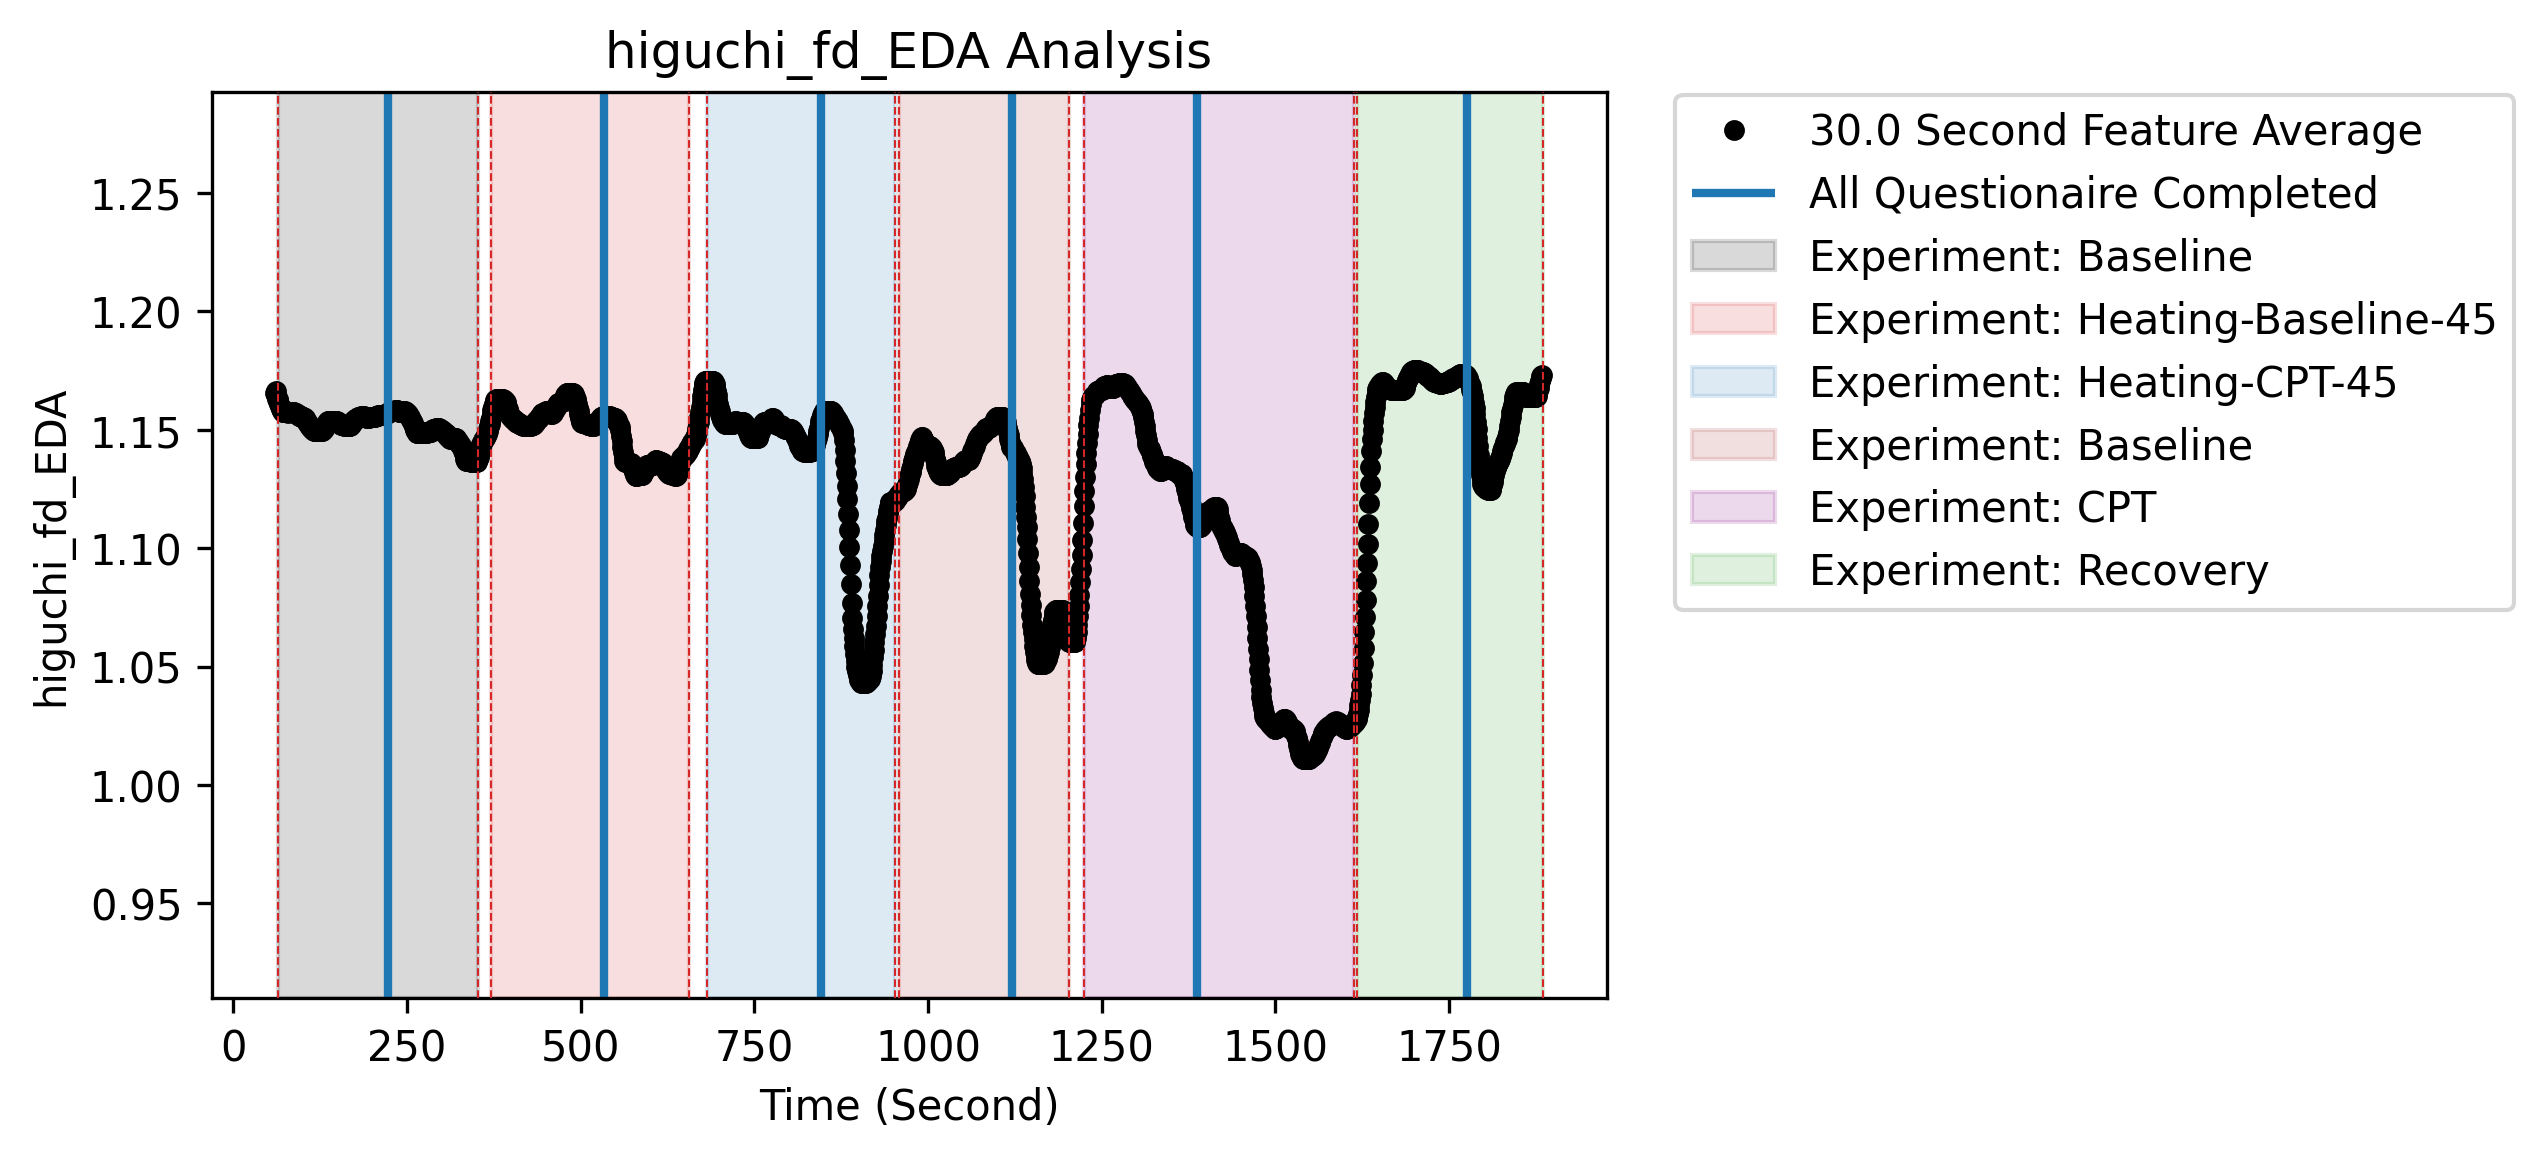 higuchi_fd_EDA Analysis
higuchi_fd_EDA
1.25
1.20
1.15
1.10
1.05
1.00
0.95
0
250
500
750
1000
1250
1500
1750
Time (Second)
30.0 Second Feature Average
All Questionaire Completed
Experiment: Baseline
Experiment: Heating-Baseline-45
Experiment: Heating-CPT-45
Experiment: Baseline
Experiment: CPT
Experiment: Recovery